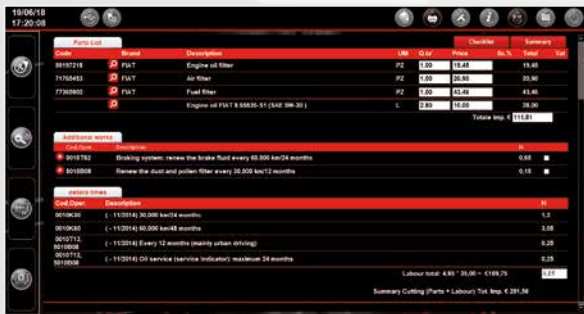 19/06/18
17:20:08
Parts List Checklist Summary
Code Brand Description UM Q.ty Price Sc.% Total Vat
55197218 FIAT Engine oil filter PZ 1.00 19,45 19,45
71765453 FIAT Air filter PZ 1.00 20,90 20,90
77365902 FIAT Fuel filter PZ 1.00 43,46 43,46
Engine oil FIAT 9.55535-S1 (SAE 5W-30 ) L 2.80 10,00 28,00
Totale Imp. € 111,81
Additional works
Cod.Oper. Description H
0010T62 Braking system: renew the brake fluid every 60,000 km/24 months 0,65
5010B08 Renew the dust and pollen filter every 30,000 km/12 months 0,15
Details times
Cod.Oper. Description H
0010K30 ( - 11/2014) 30,000 km/24 months 1,3
0010K60 ( - 11/2014) 60,000 km/48 months 3,05
0010T13, 5010B08 ( - 11/2014) Every 12 months (mainly urban driving) 0,25
0010T13, 5010B08 ( - 11/2014) Oil service (service indicator): maximum 24 months 0,25
Labour total: 4,85 * 35,00 = €169,75
Summary Cutting (Parts + Labour) Tot. Imp. € 281,56